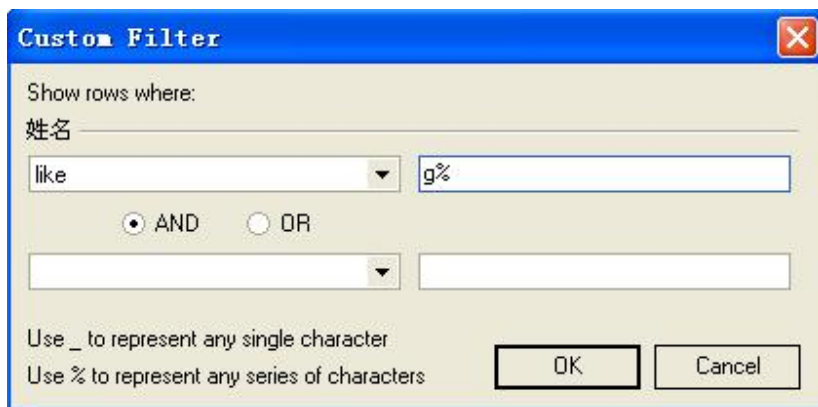 Custom Filter
Show rows where:
姓名
like g%
AND OR
Use _ to represent any single character
Use % to represent any series of characters
OK Cancel